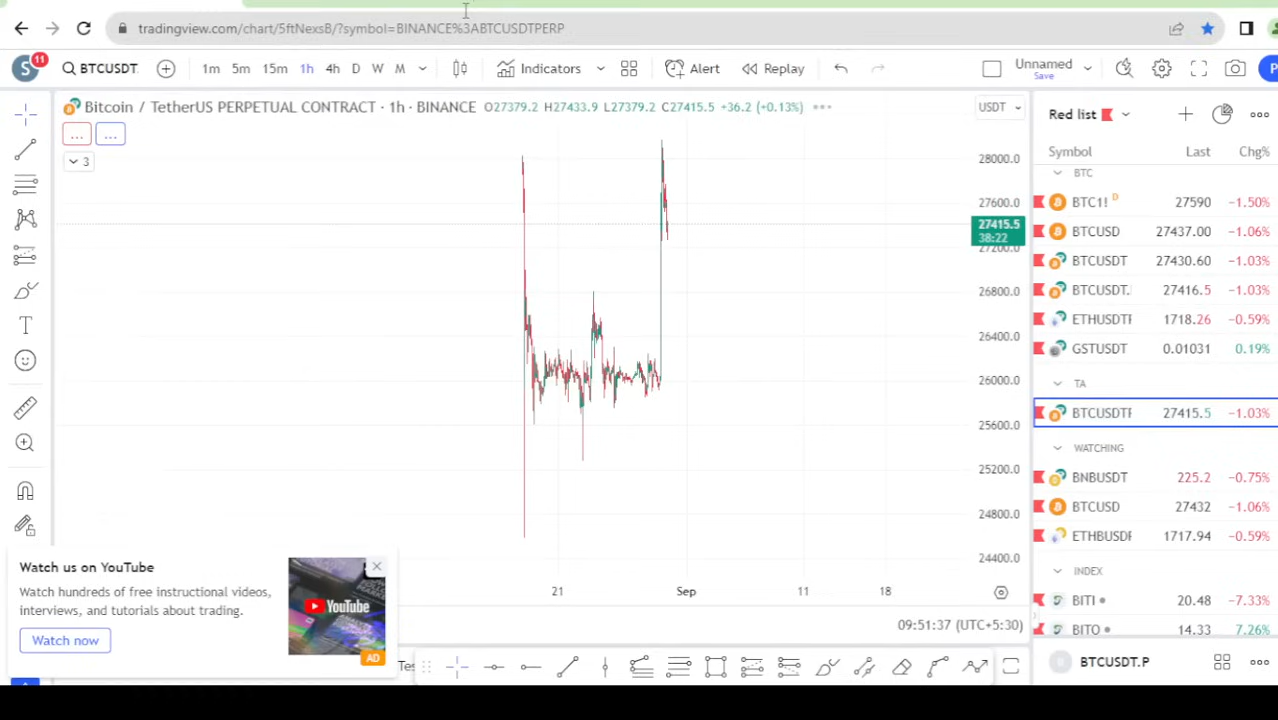 tradingview.com/chart/5ftNexsB/?symbol=BINANCE%3ABTCUSDTPERP
S 11 BTCUSDT. 1m 5m 15m 1h 4h D W M Indicators Alert Replay Unnamed Save
Bitcoin / TetherUS PERPETUAL CONTRACT · 1h · BINANCE O27379.2 H27433.9 L27379.2 C27415.5 +36.2 (+0.13%) •••
USDT
... ...
3
28000.0
27600.0
27415.5
38:22
27200.0
26800.0
26400.0
26000.0
25600.0
25200.0
24800.0
24400.0
21 Sep 11 18
09:51:37 (UTC+5:30)
Red list
Symbol Last Chg%
BTC
BTC1! D 27590 −1.50%
BTCUSD 27437.00 −1.06%
BTCUSDT 27430.60 −1.03%
BTCUSDT. 27416.5 −1.03%
ETHUSDTF 1718.26 −0.59%
GSTUSDT 0.01031 0.19%
TA
BTCUSDTF 27415.5 −1.03%
WATCHING
BNBUSDT 225.2 −0.75%
BTCUSD 27432 −1.06%
ETHBUSDF 1717.94 −0.59%
INDEX
BITI 20.48 −7.33%
BITO 14.33 7.26%
BTCUSDT.P
Watch us on YouTube
Watch hundreds of free instructional videos,
interviews, and tutorials about trading.
Watch now
YouTube
AD